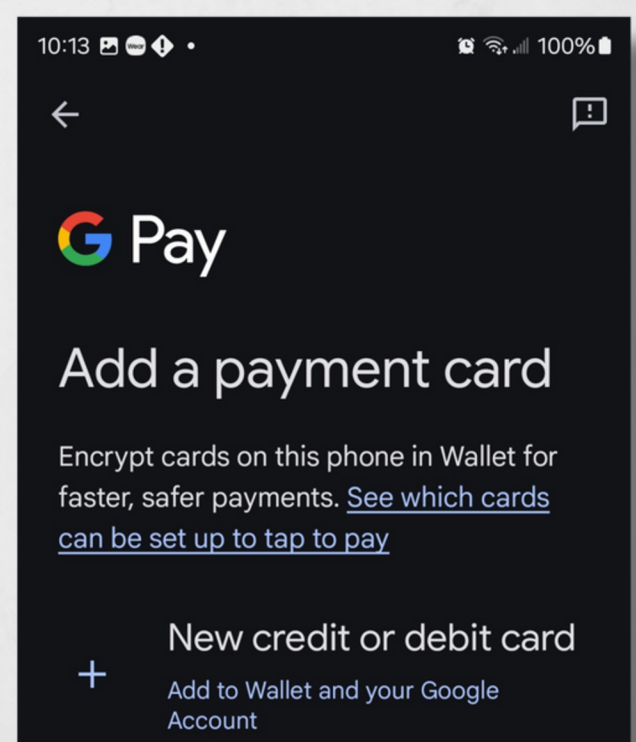 10:13 Wear 100%
G Pay
Add a payment card
Encrypt cards on this phone in Wallet for
faster, safer payments. See which cards
can be set up to tap to pay
New credit or debit card
+
Add to Wallet and your Google
Account